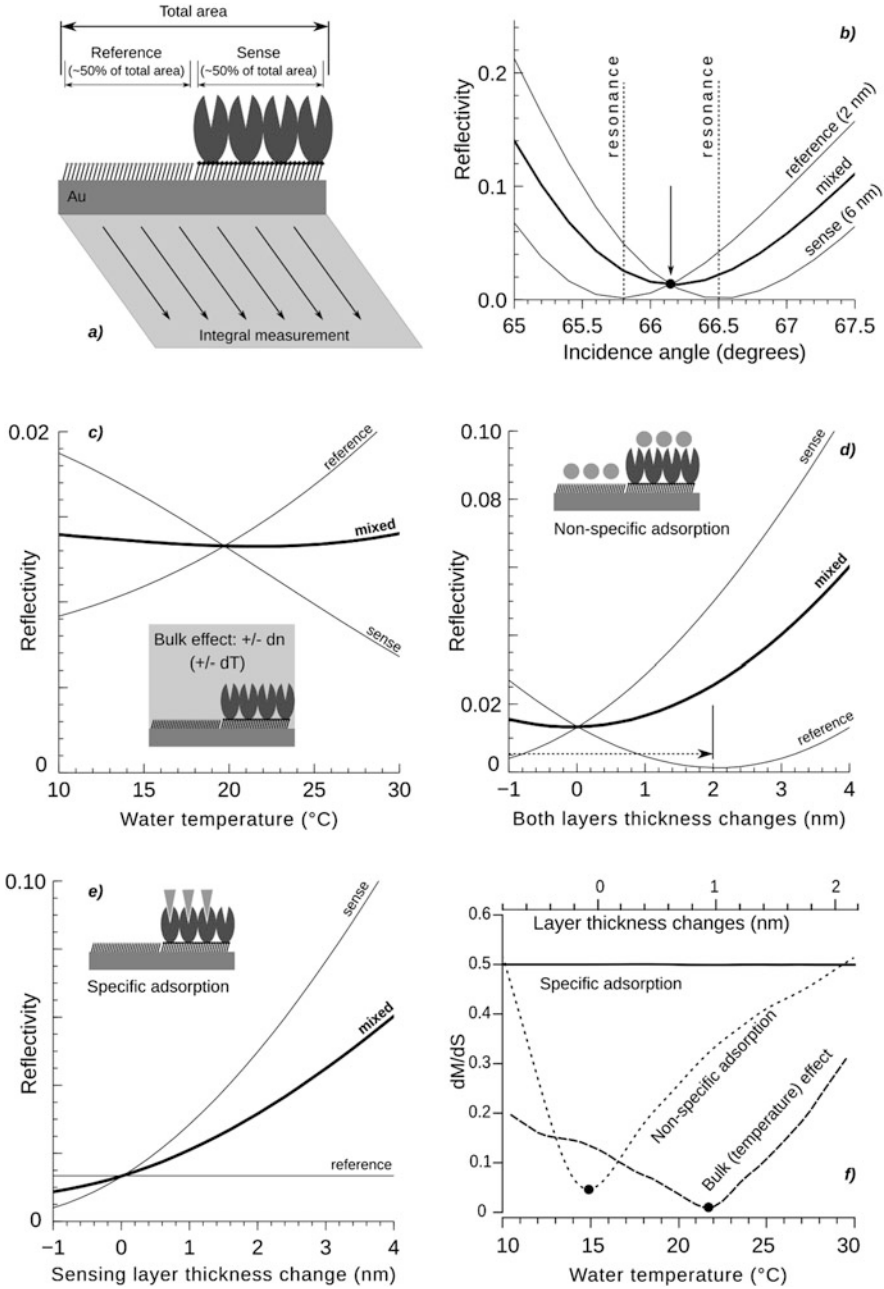 Total area
Reference
(~50% of total area)
Sense
(~50% of total area)
Au
Integral measurement
a)
b)
Reflectivity
0.2
0.1
0.0
resonance
resonance
reference (2 nm)
mixed
sense (6 nm)
65 65.5 66 66.5 67 67.5
Incidence angle (degrees)
c)
Reflectivity
0.02
0
reference
mixed
sense
Bulk effect: +/- dn
(+/- dT)
10 15 20 25 30
Water temperature (°C)
d)
Reflectivity
0.10
0.08
0.02
0
sense
mixed
reference
Non-specific adsorption
−1 0 1 2 3 4
Both layers thickness changes (nm)
e)
Reflectivity
0.10
0
sense
mixed
reference
Specific adsorption
−1 0 1 2 3 4
Sensing layer thickness change (nm)
0 1 2
Layer thickness changes (nm)
dM/dS
0.6
0.5
0.4
0.3
0.2
0.1
0
Specific adsorption
Non-specific adsorption
Bulk (temperature) effect
f)
10 15 20 25 30
Water temperature (°C)